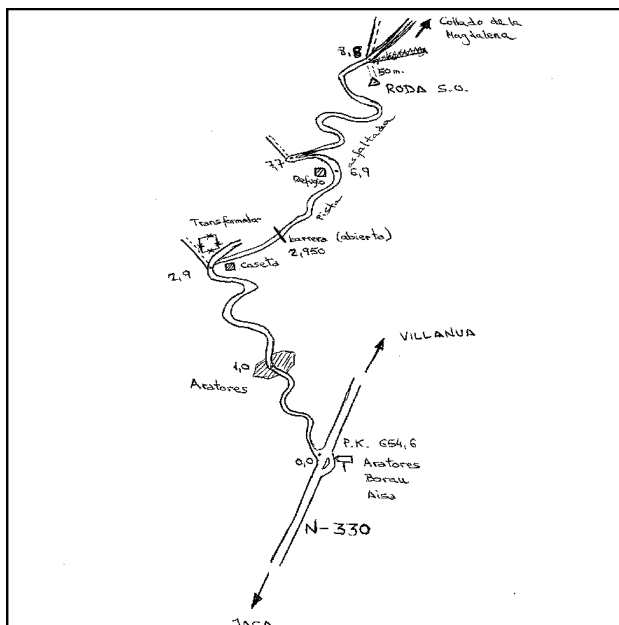 Collado de la
Magdalena
8,8
50 m.
RODA S.O.
7,7
asfaltada
Refugio
6,9
Pista
Transformador
barrera (abierta)
2,950
Caseta
2,9
VILLANUA
1,0
Aratores
P.K. 654,6
0,0
Aratores
Borau
Aisa
N-330
JACA